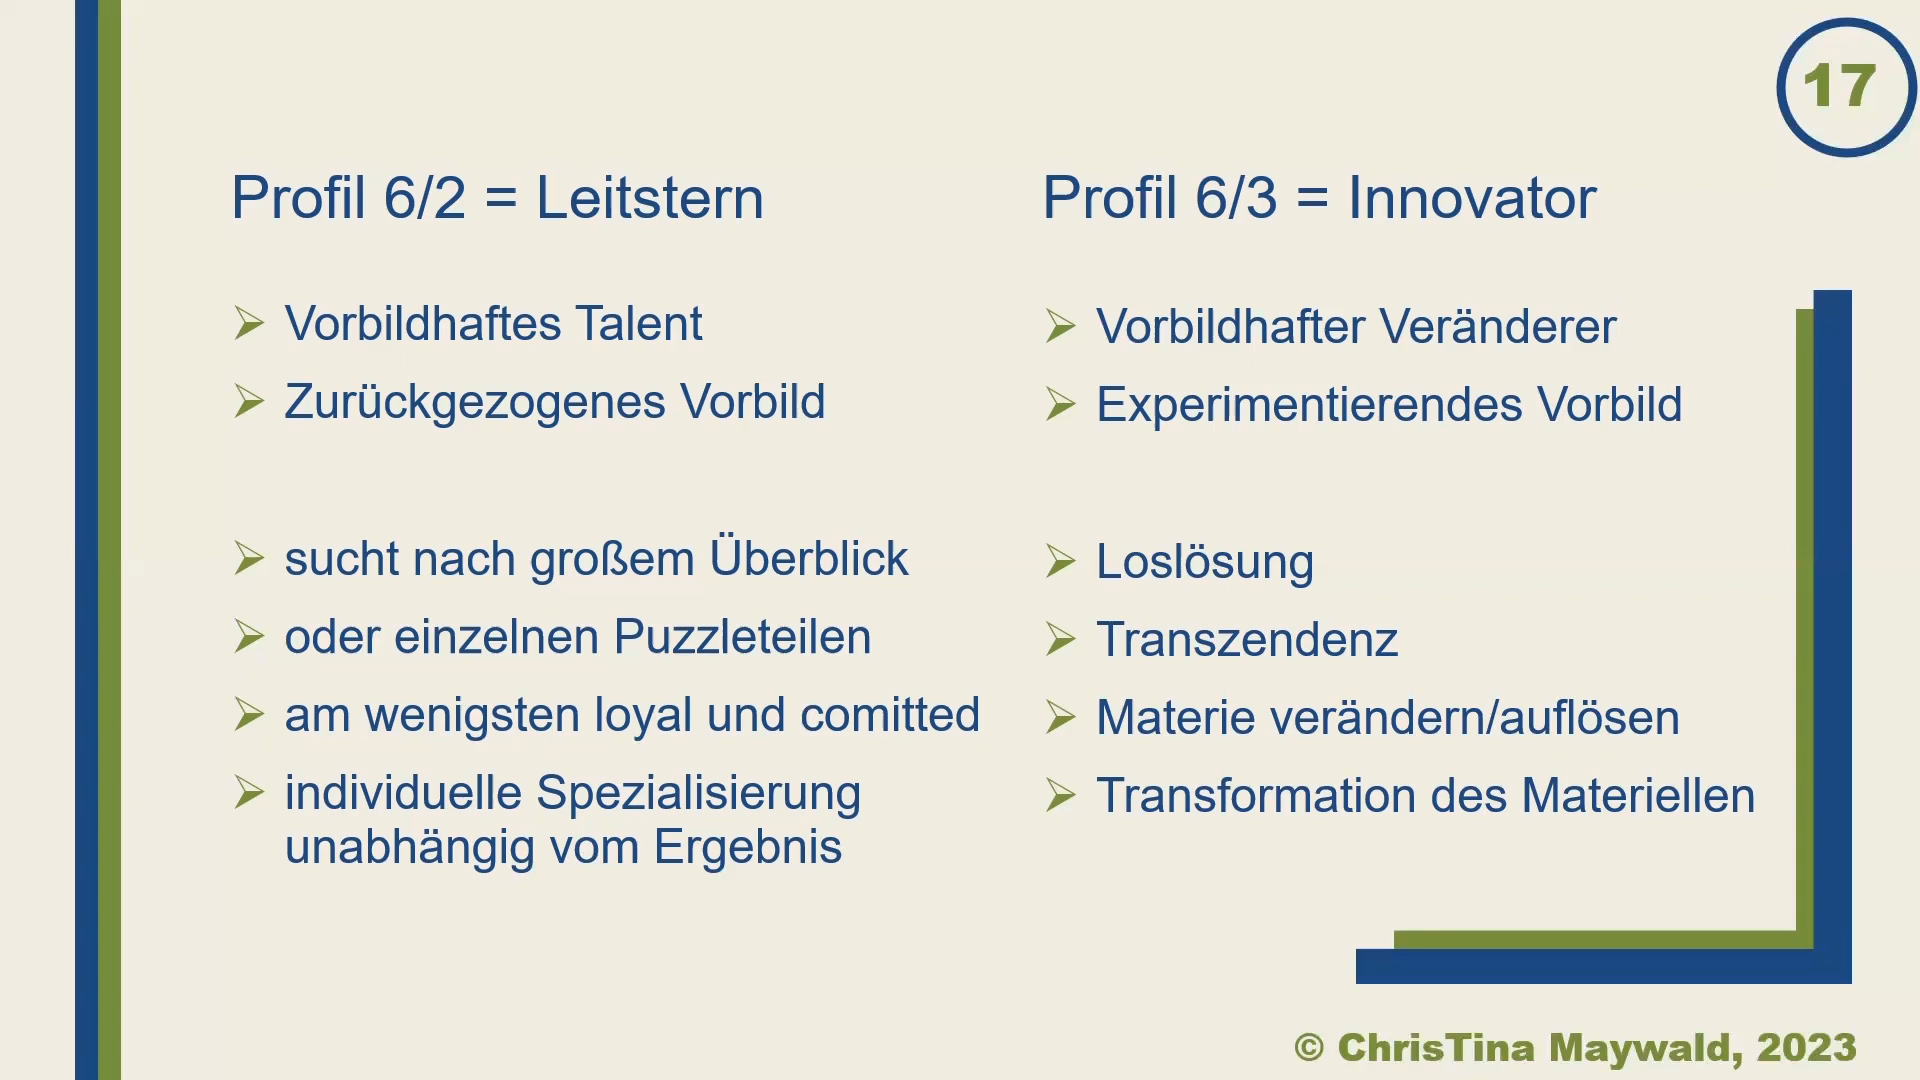 17
Profil 6/2 = Leitstern
Vorbildhaftes Talent
Zurückgezogenes Vorbild
sucht nach großem Überblick
oder einzelnen Puzzleteilen
am wenigsten loyal und comitted
individuelle Spezialisierung
unabhängig vom Ergebnis
Profil 6/3 = Innovator
Vorbildhafter Veränderer
Experimentierendes Vorbild
Loslösung
Transzendenz
Materie verändern/auflösen
Transformation des Materiellen
© ChrisTina Maywald, 2023